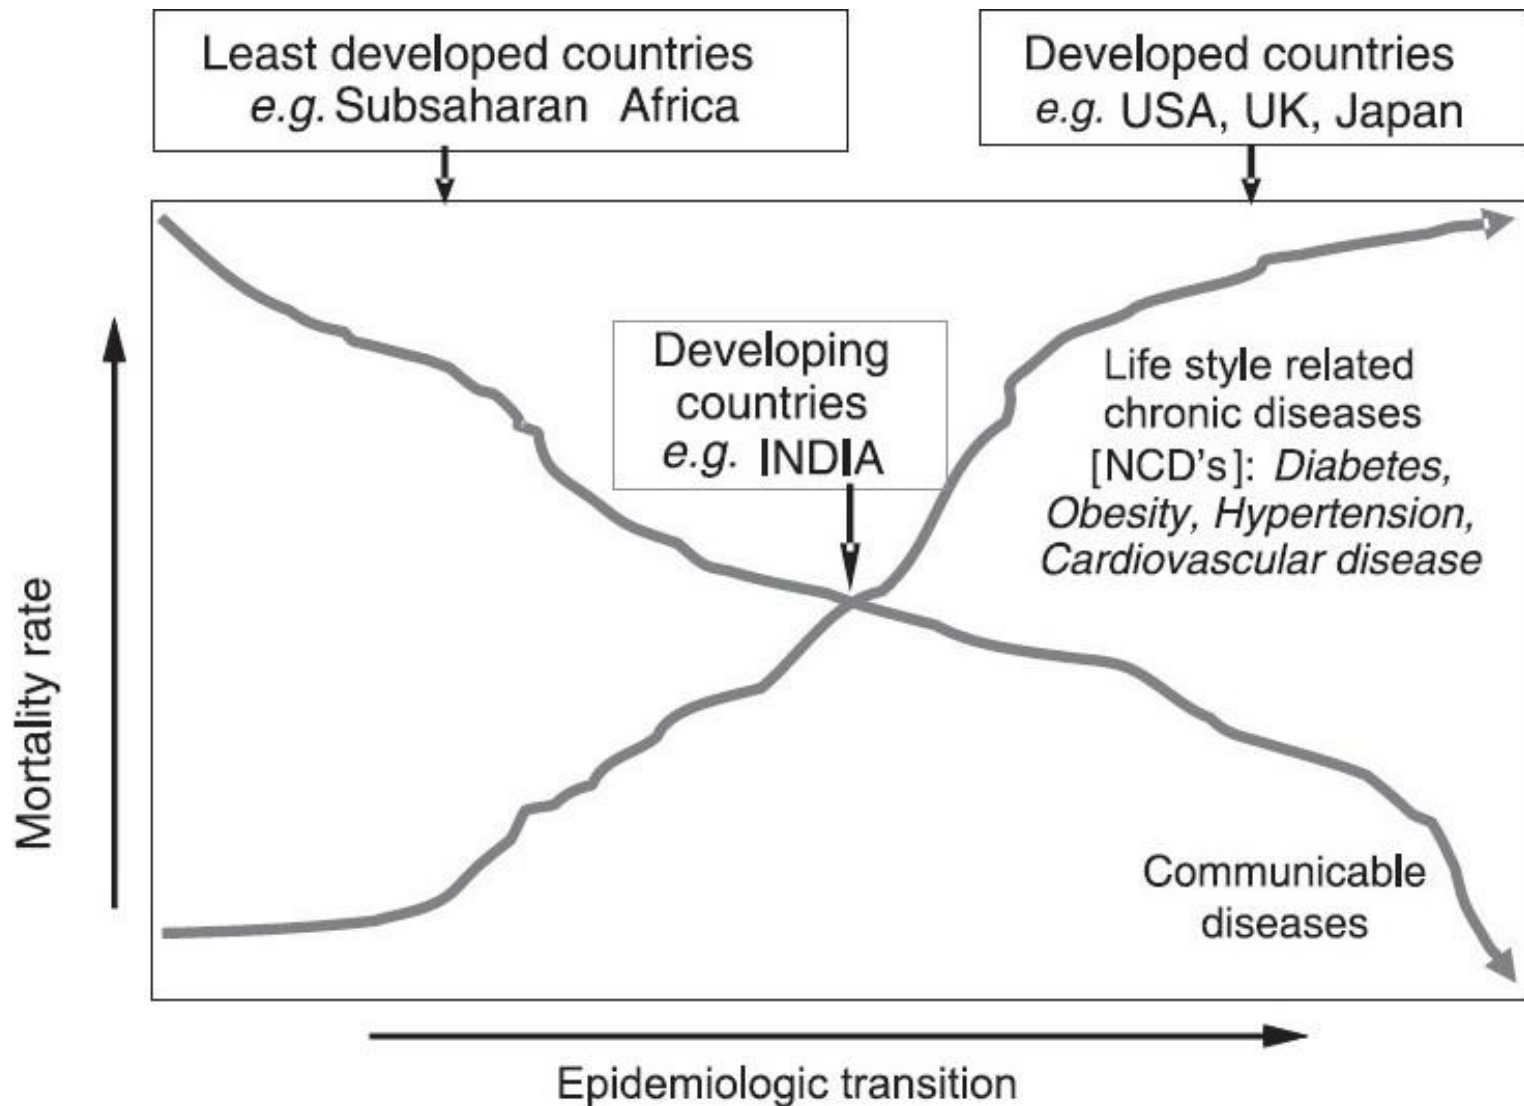 Least developed countries
e.g. Subsaharan Africa
Developed countries
e.g. USA, UK, Japan
Developing
countries
e.g. INDIA
Life style related
chronic diseases
[NCD's]: Diabetes,
Obesity, Hypertension,
Cardiovascular disease
Mortality rate
Communicable
diseases
Epidemiologic transition